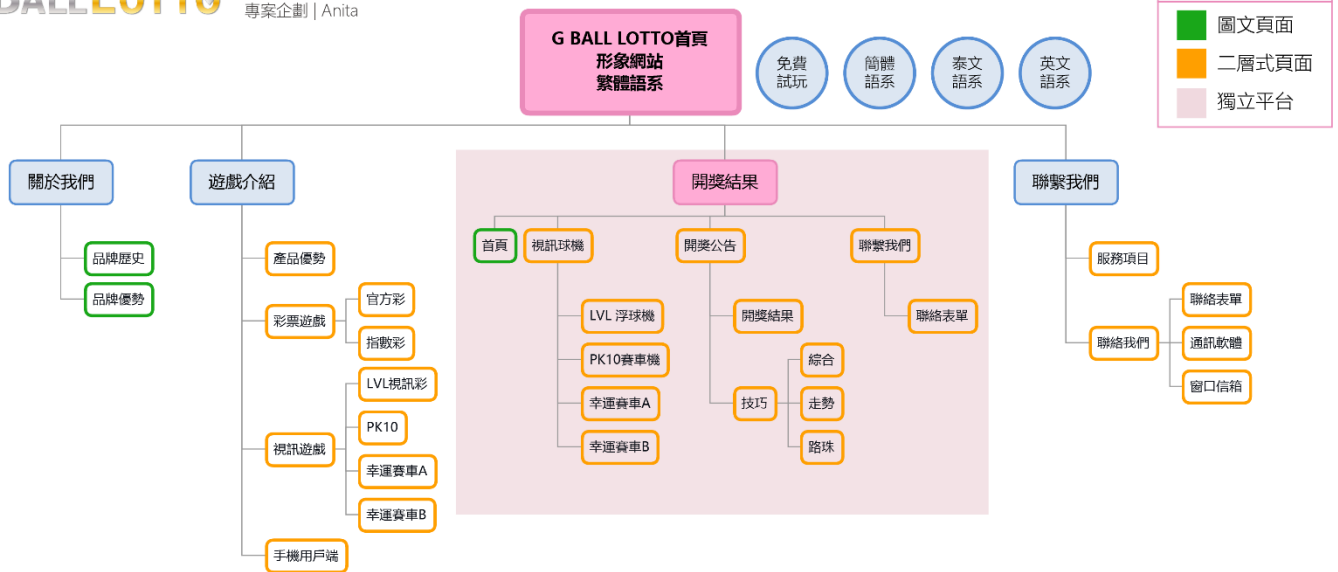 BALLLOTTO
專案企劃 | Anita
G BALL LOTTO首頁
形象網站
繁體語系
免費
試玩
簡體
語系
泰文
語系
英文
語系
圖文頁面
二層式頁面
獨立平台
關於我們
遊戲介紹
開獎結果
聯繫我們
品牌歷史
品牌優勢
產品優勢
彩票遊戲
官方彩
指數彩
視訊遊戲
LVL視訊彩
PK10
幸運賽車A
幸運賽車B
手機用戶端
首頁
視訊球機
開獎公告
聯繫我們
LVL 浮球機
PK10賽車機
幸運賽車A
幸運賽車B
開獎結果
技巧
綜合
走勢
路珠
聯絡表單
服務項目
聯絡我們
聯絡表單
通訊軟體
窗口信箱